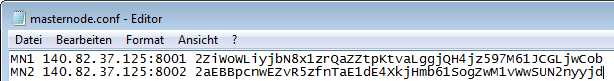 masternode.conf - Editor
Datei Bearbeiten Format Ansicht ?
MN1 140.82.37.125:8001 2ZiWoWLiyjbN8x1zrQaZZtpKtvaLggjQH4jz597M61JCGLjwCob
MN2 140.82.37.125:8002 2aEBBpcnwEZvR5zfnTaE1dE4XkjHmb61SogZwM1vWwSUN2nyyjd